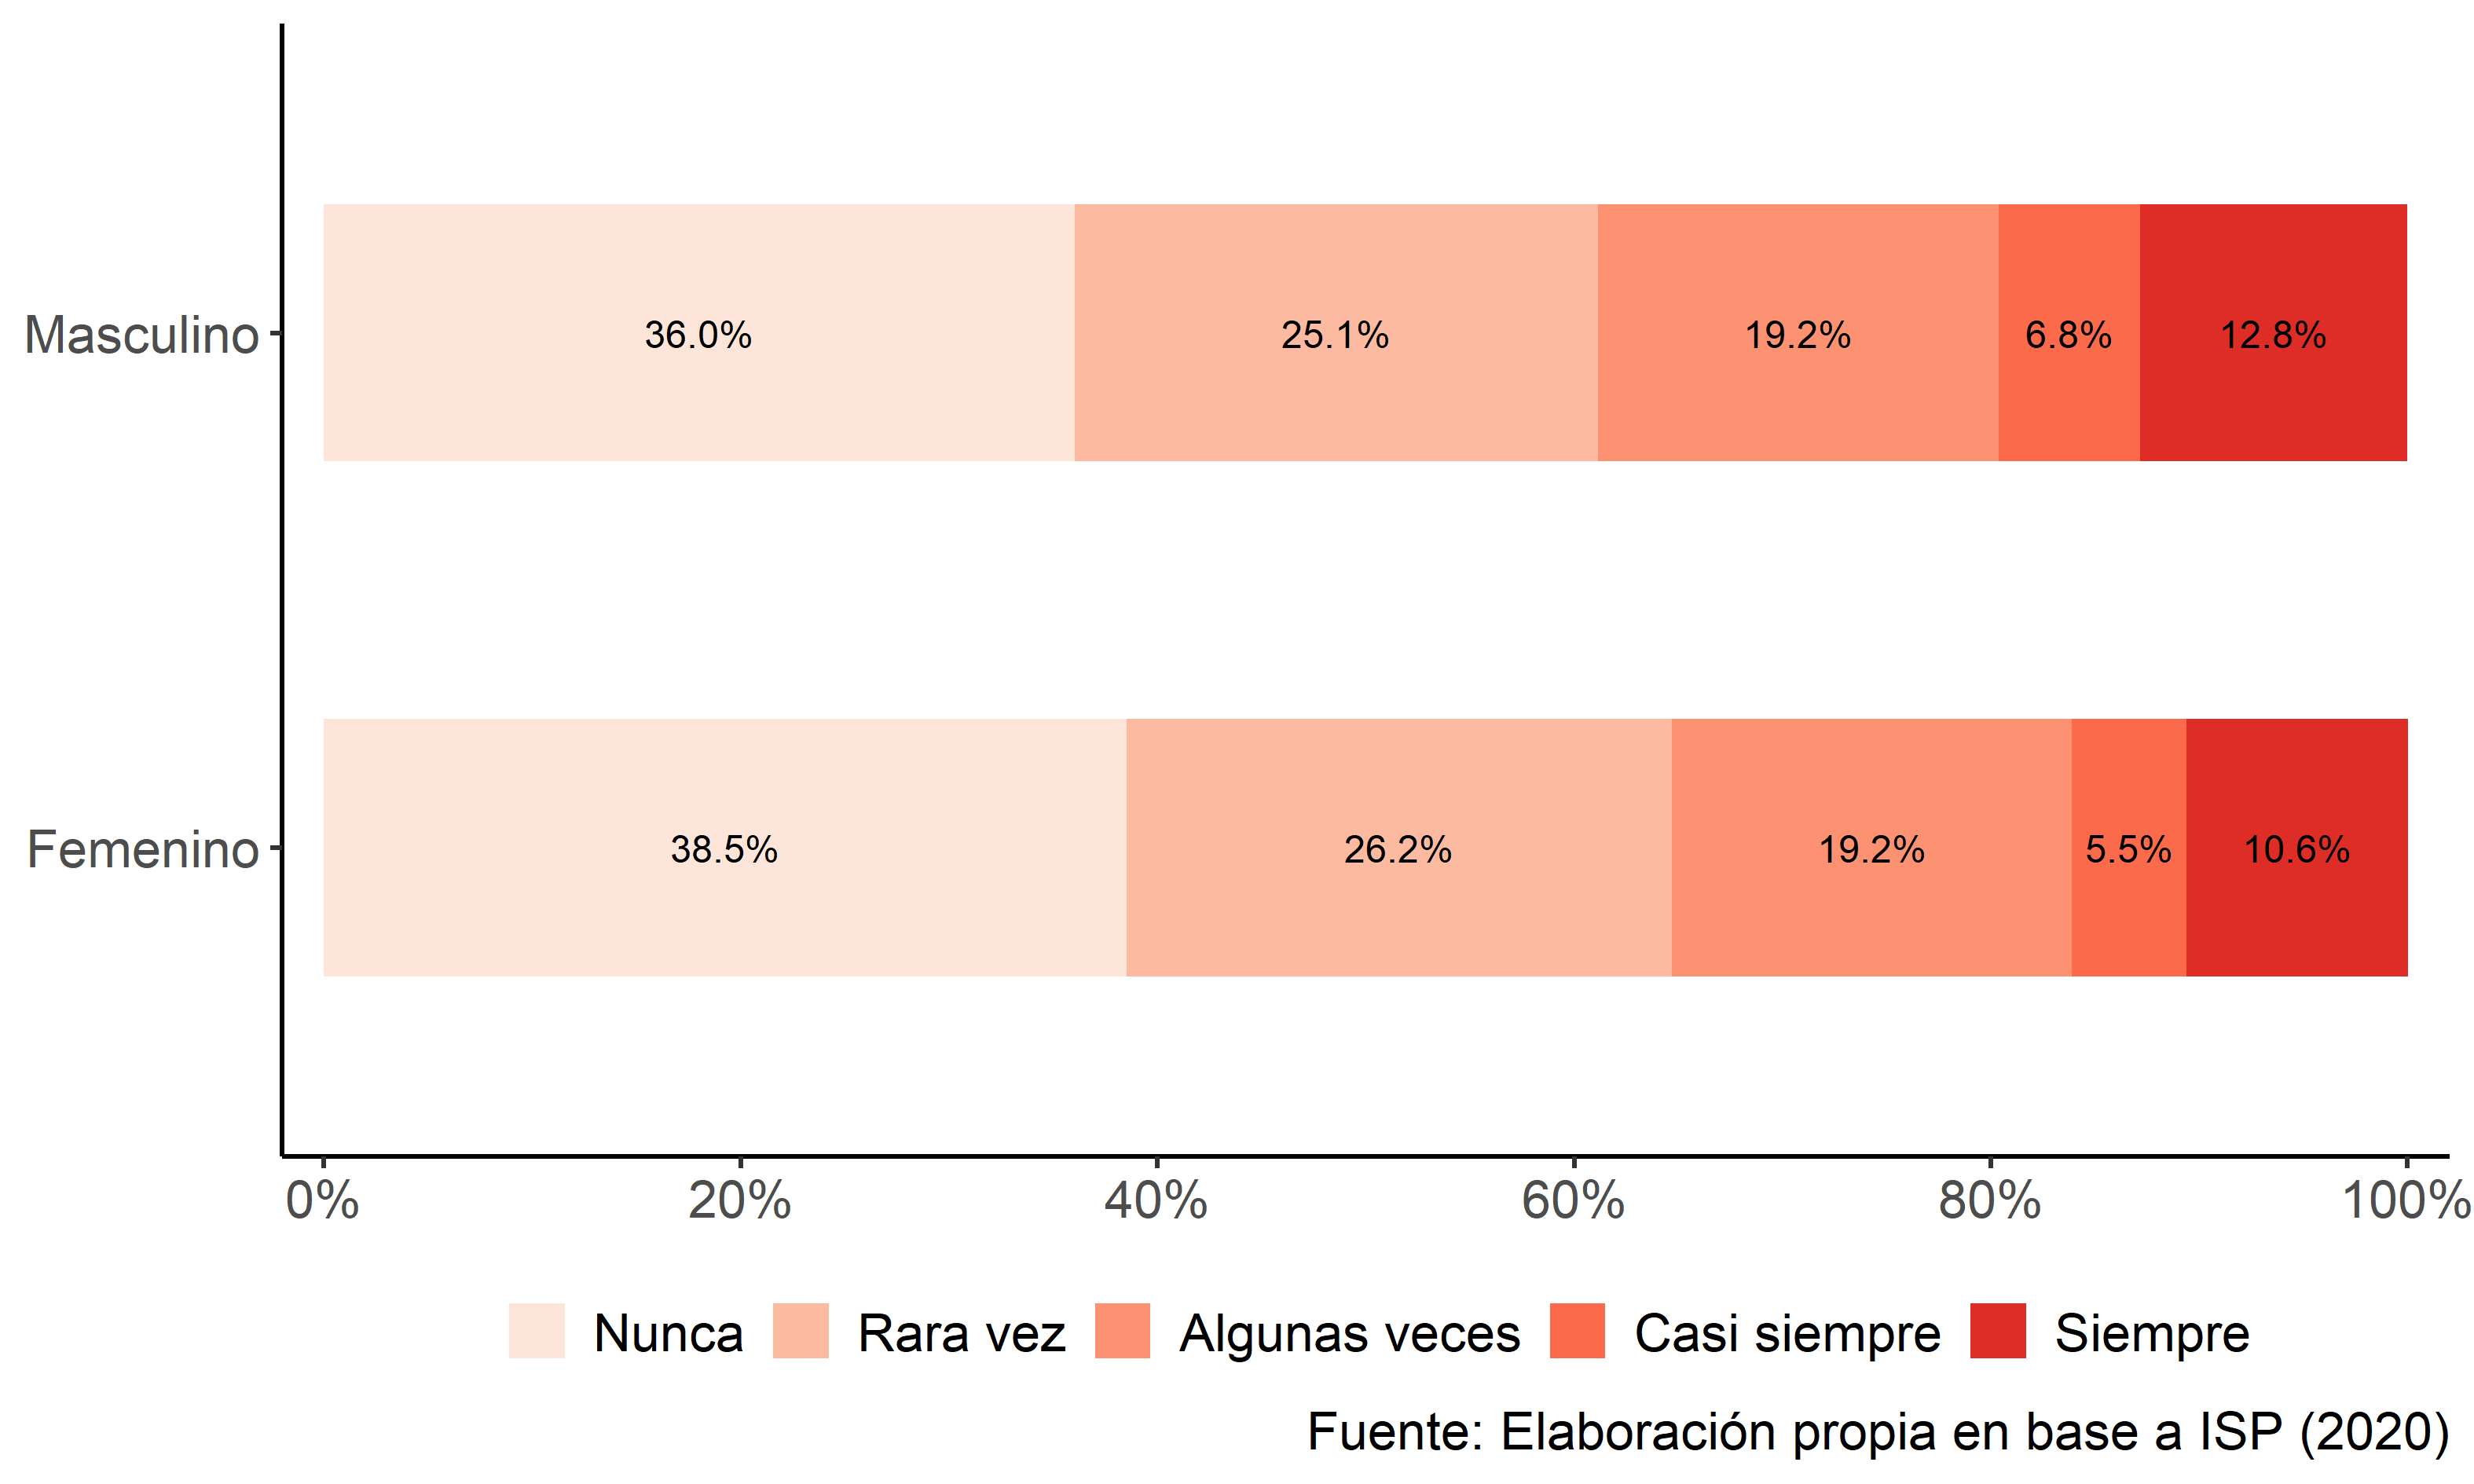 Masculino
36.0% 25.1% 19.2% 6.8% 12.8%
Femenino
38.5% 26.2% 19.2% 5.5% 10.6%
0% 20% 40% 60% 80% 100%
Nunca Rara vez Algunas veces Casi siempre Siempre
Fuente: Elaboración propia en base a ISP (2020)